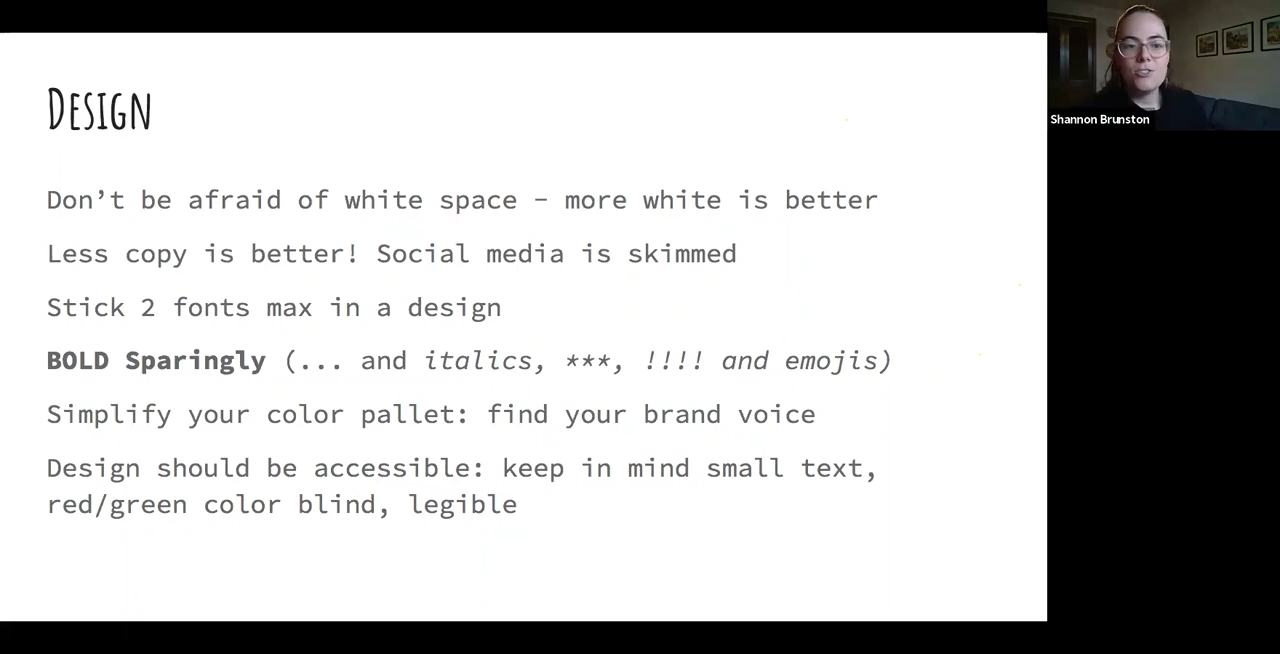 DESIGN
Don’t be afraid of white space – more white is better
Less copy is better! Social media is skimmed
Stick 2 fonts max in a design
BOLD Sparingly (... and italics, ***, !!!! and emojis)
Simplify your color pallet: find your brand voice
Design should be accessible: keep in mind small text,
red/green color blind, legible
Shannon Brunston